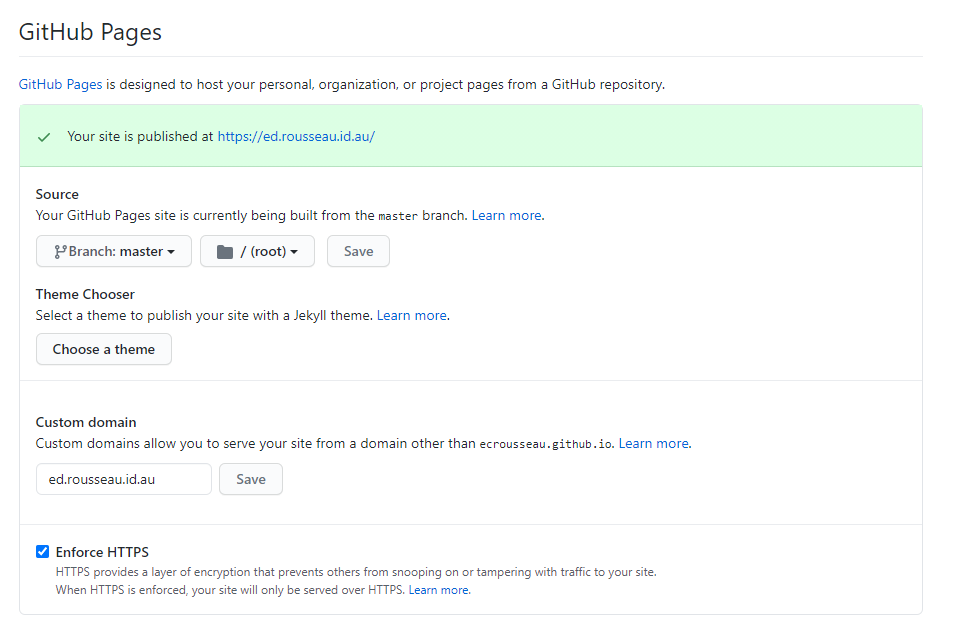 GitHub Pages
GitHub Pages is designed to host your personal, organization, or project pages from a GitHub repository.
Your site is published at https://ed.rousseau.id.au/
Source
Your GitHub Pages site is currently being built from the master branch. Learn more.
Branch: master / (root) Save
Theme Chooser
Select a theme to publish your site with a Jekyll theme. Learn more.
Choose a theme
Custom domain
Custom domains allow you to serve your site from a domain other than ecrousseau.github.io. Learn more.
ed.rousseau.id.au Save
Enforce HTTPS
HTTPS provides a layer of encryption that prevents others from snooping on or tampering with traffic to your site.
When HTTPS is enforced, your site will only be served over HTTPS. Learn more.